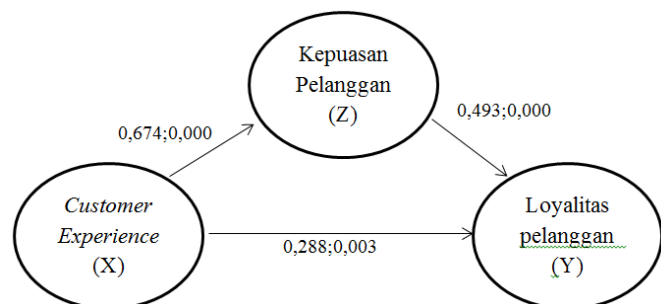 Kepuasan
Pelanggan
(Z)
0,674;0,000
0,493;0,000
Customer
Experience
(X)
0,288;0,003
Loyalitas
pelanggan
(Y)